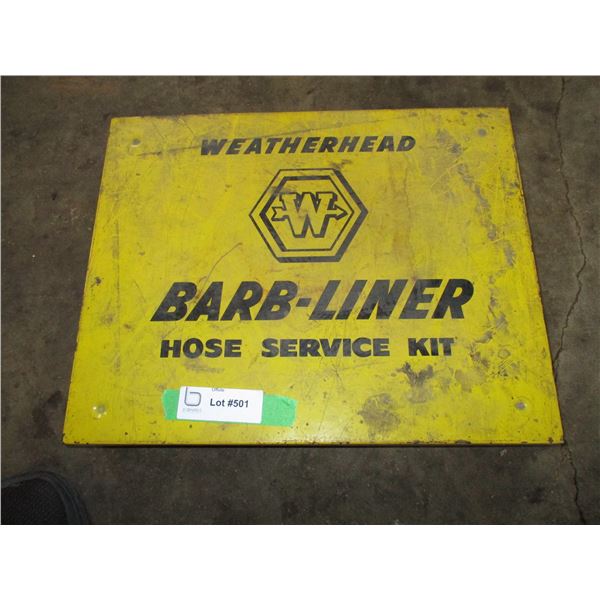 WEATHERHEAD
W
BARB-LINER
HOSE SERVICE KIT
Lot #501